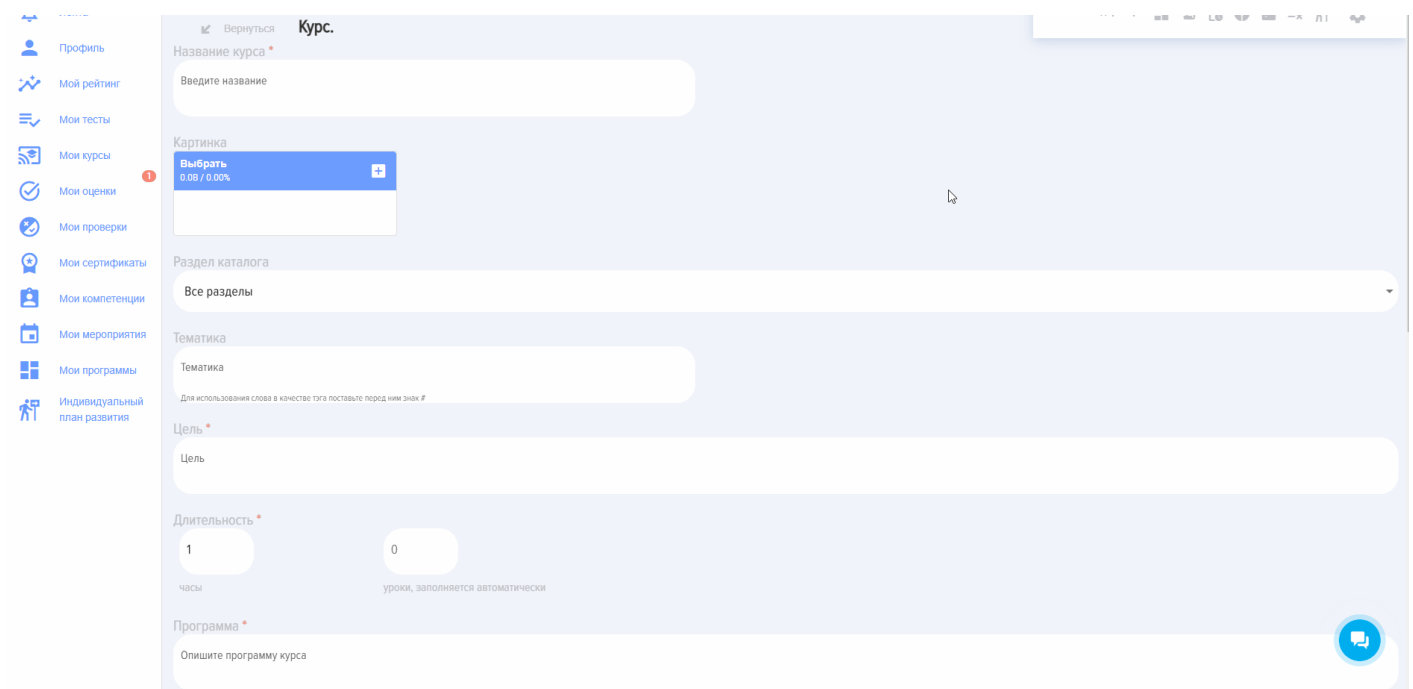 Вернуться
Курс.
Профиль
Мой рейтинг
Мои тесты
Мои курсы
1
Мои оценки
Мои проверки
Мои сертификаты
Мои компетенции
Мои мероприятия
Мои программы
Индивидуальный
план развития
Название курса *
Введите название
Картинка
Выбрать
0.0B / 0.00%
Раздел каталога
Все разделы
Тематика
Тематика
Для использования слова в качестве тэга поставьте перед ним знак #
Цель *
Цель
Длительность *
1
0
часы
уроки, заполняется автоматически
Программа *
Опишите программу курса